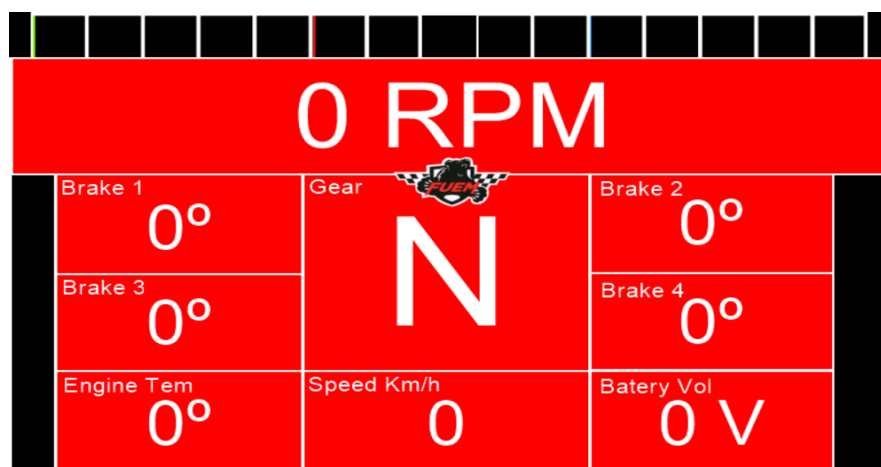 0 RPM
FUEM
Brake 1
0º
Gear
N
Brake 2
0º
Brake 3
0º
Brake 4
0º
Engine Tem
0º
Speed Km/h
0
Batery Vol
0 V